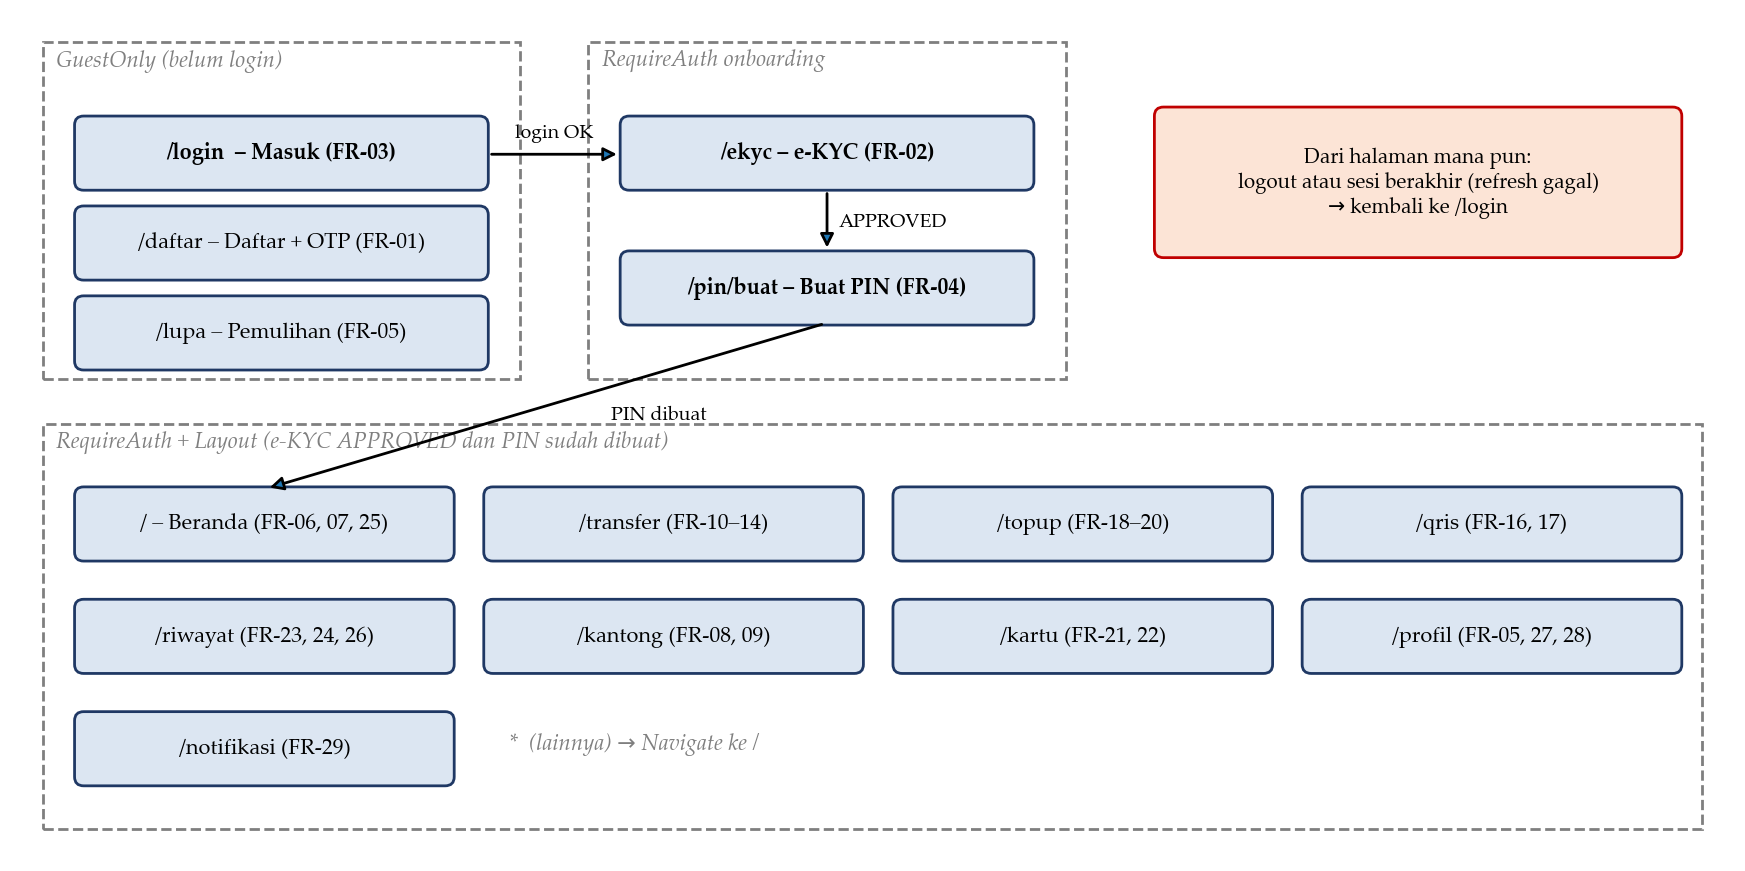 GuestOnly (belum login)
/login – Masuk (FR-03)
/daftar – Daftar + OTP (FR-01)
/lupa – Pemulihan (FR-05)
login OK
RequireAuth onboarding
/ekyc – e-KYC (FR-02)
APPROVED
/pin/buat – Buat PIN (FR-04)
Dari halaman mana pun:
logout atau sesi berakhir (refresh gagal)
→ kembali ke /login
PIN dibuat
RequireAuth + Layout (e-KYC APPROVED dan PIN sudah dibuat)
/ – Beranda (FR-06, 07, 25)
/transfer (FR-10–14)
/topup (FR-18–20)
/qris (FR-16, 17)
/riwayat (FR-23, 24, 26)
/kantong (FR-08, 09)
/kartu (FR-21, 22)
/profil (FR-05, 27, 28)
/notifikasi (FR-29)
* (lainnya) → Navigate ke /